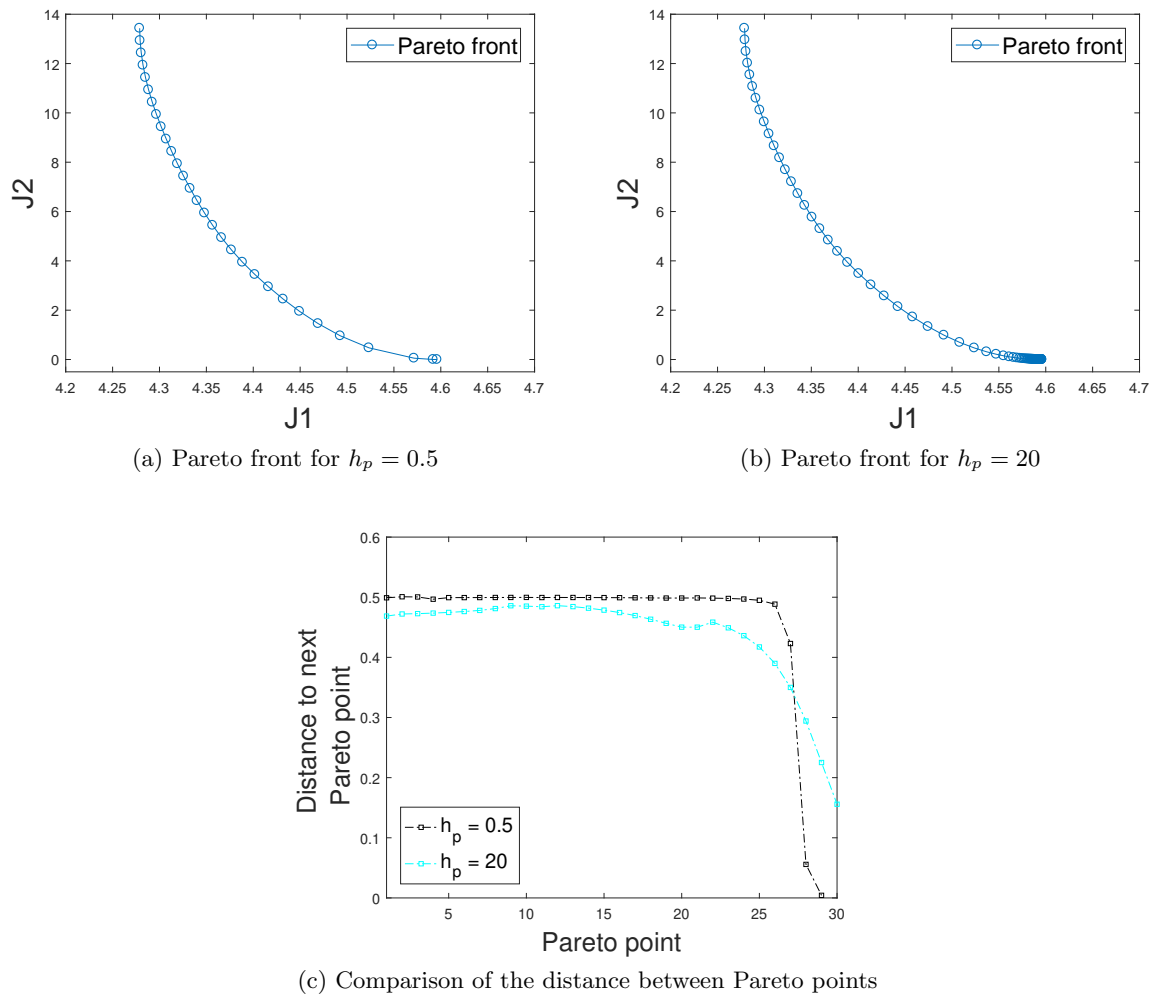 14
12
10
8
6
4
2
0
J2
Pareto front
4.2 4.25 4.3 4.35 4.4 4.45 4.5 4.55 4.6 4.65 4.7
J1
(a) Pareto front for h_p = 0.5
14
12
10
8
6
4
2
0
J2
Pareto front
4.2 4.25 4.3 4.35 4.4 4.45 4.5 4.55 4.6 4.65 4.7
J1
(b) Pareto front for h_p = 20
0.6
0.5
0.4
0.3
0.2
0.1
0
Distance to next
Pareto point
h_p = 0.5
h_p = 20
5 10 15 20 25 30
Pareto point
(c) Comparison of the distance between Pareto points